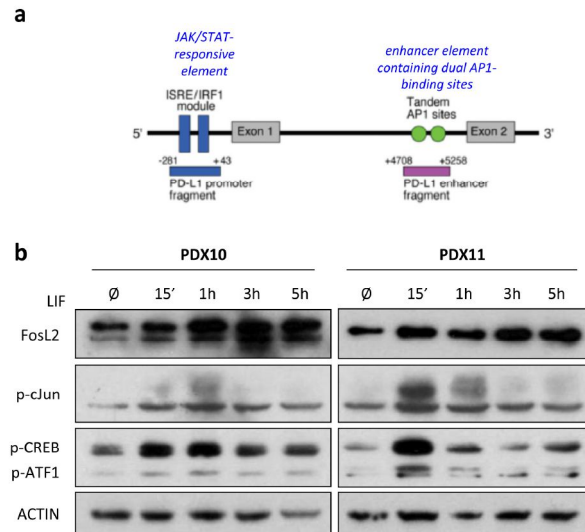 a
JAK/STAT-
responsive
element
enhancer element
containing dual AP1-
binding sites
ISRE/IRF1
module
Tandem
AP1 sites
5'
Exon 1
Exon 2
3'
-281
+43
+4708
+5258
PD-L1 promoter
fragment
PD-L1 enhancer
fragment
b
PDX10
PDX11
LIF
Ø 15′ 1h 3h 5h
Ø 15′ 1h 3h 5h
FosL2
p-cJun
p-CREB
p-ATF1
ACTIN